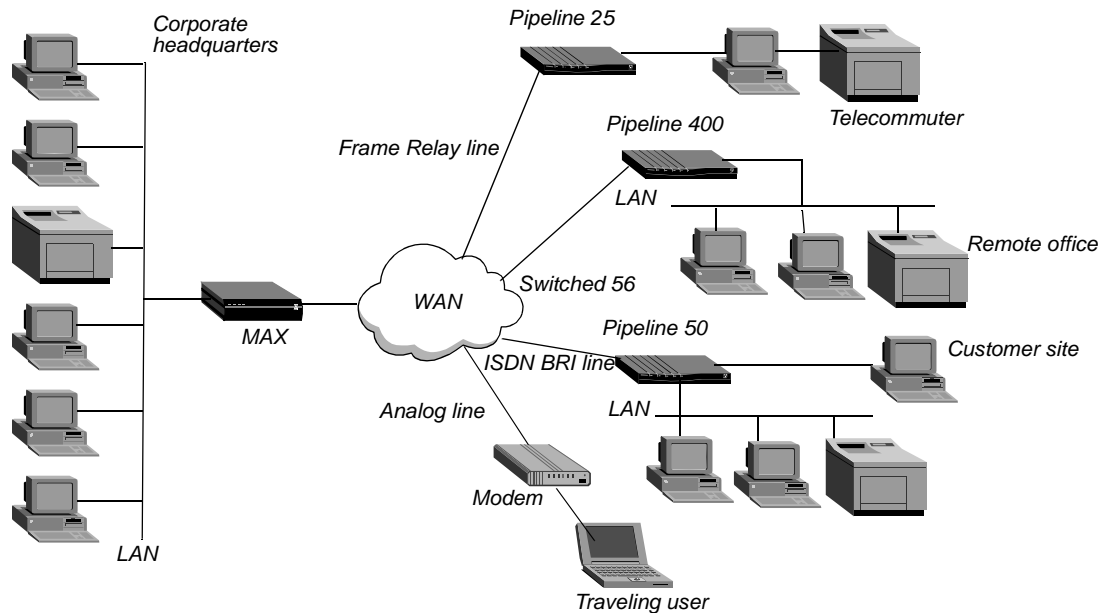 Corporate
headquarters
Pipeline 25
Telecommuter
Frame Relay line
Pipeline 400
LAN
Remote office
WAN
Switched 56
MAX
Pipeline 50
Customer site
ISDN BRI line
LAN
Analog line
Modem
LAN
Traveling user